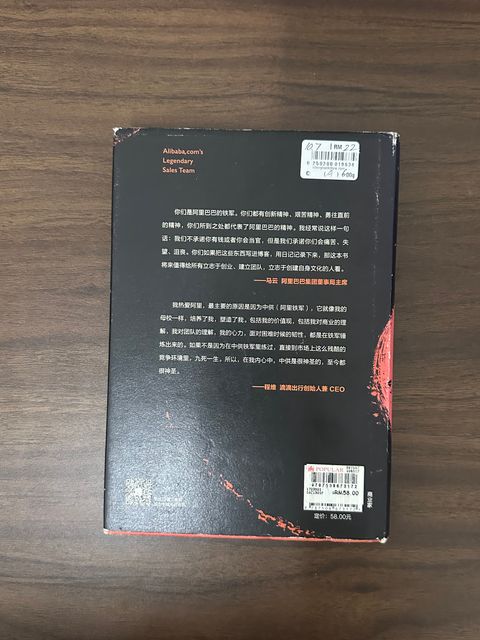 Alibaba.com's
Legendary
Sales Team
10.7
RM 22
你们是阿里巴巴的铁军。你们都有创新精神、艰苦精神、勇往直前
的精神，你们所到之处都代表了阿里巴巴的精神。我经常说这样一句
话：我们不承诺你有钱或者你会当官，但是我们承诺你们会痛苦、失
望、沮丧。你们如果把这些东西写进博客，用日记记录下来，那这本书
将来值得给所有立志于创业、建立团队，立志于创建自身文化的人看。
——马云 阿里巴巴集团董事局主席
我热爱阿里，最主要的原因是因为中供（阿里铁军），它就像我的
母校一样，培养了我，塑造了我，包括我的价值观，包括我对商业的理
解，我对团队的理解，我的心力，面对困难时候的韧性，都是在铁军锤
炼出来的。如果不是因为在中供铁军里练过，直接到市场上这么残酷的
竞争环境里，九死一生。所以，在我内心中，中供是很神圣的，至今都
很神圣。
——程维 滴滴出行创始人兼 CEO
POPULAR
RM58.00
定价：58.00元
商业家